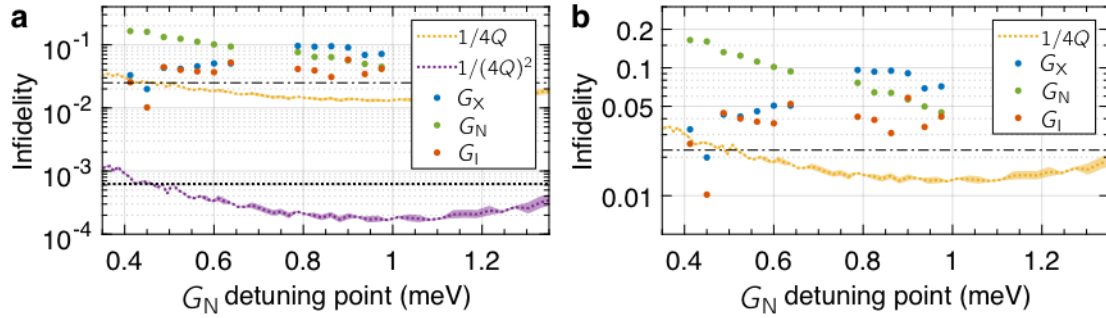 a
Infidelity
10⁻¹
10⁻²
10⁻³
10⁻⁴
0.4
0.6
0.8
1
1.2
G_N detuning point (meV)
1/4Q
1/(4Q)²
G_X
G_N
G_I
b
Infidelity
0.2
0.1
0.05
0.01
0.4
0.6
0.8
1
1.2
G_N detuning point (meV)
1/4Q
G_X
G_N
G_I